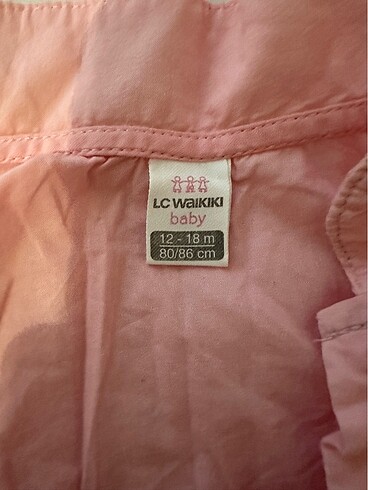 LC WAIKIKI
baby
12 - 18 m
80/86 cm